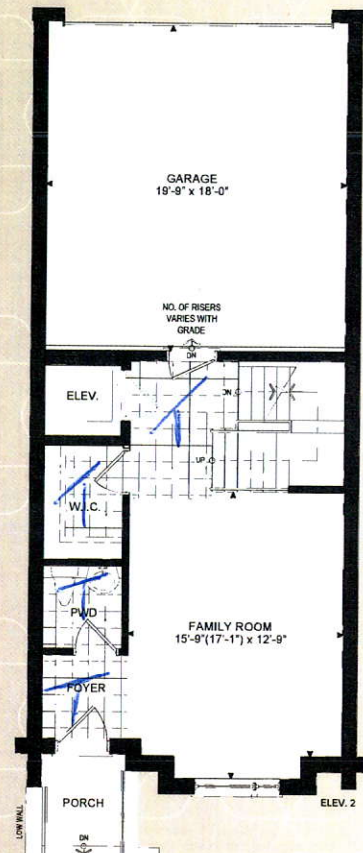 GARAGE
19'-9" x 18'-0"
NO. OF RISERS
VARIES WITH
GRADE
DN
ELEV.
DN
UP
W.I.C.
PWD
FAMILY ROOM
15'-9"(17'-1") x 12'-9"
FOYER
PORCH
ELEV. 2
LOW WALL
DN
T
T
T
T